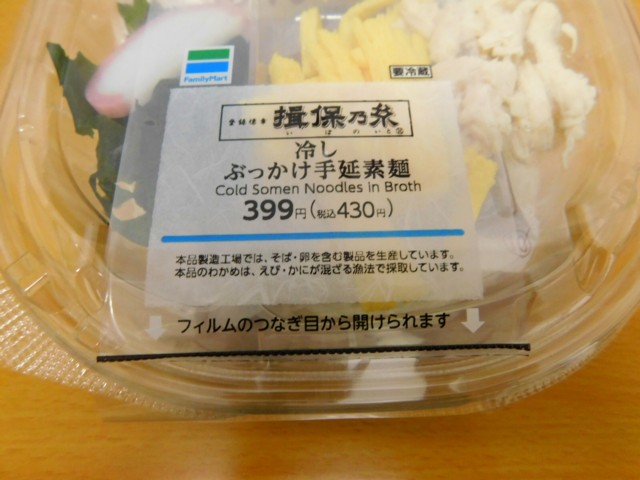 FamilyMart
要冷蔵
登録標章 揖保乃糸
いぼのいと
冷し
ぶっかけ手延素麺
Cold Somen Noodles in Broth
399円(税込430円)
本品製造工場では、そば・卵を含む製品を生産しています。
本品のわかめは、えび・かにが混ざる漁法で採取しています。
フィルムのつなぎ目から開けられます